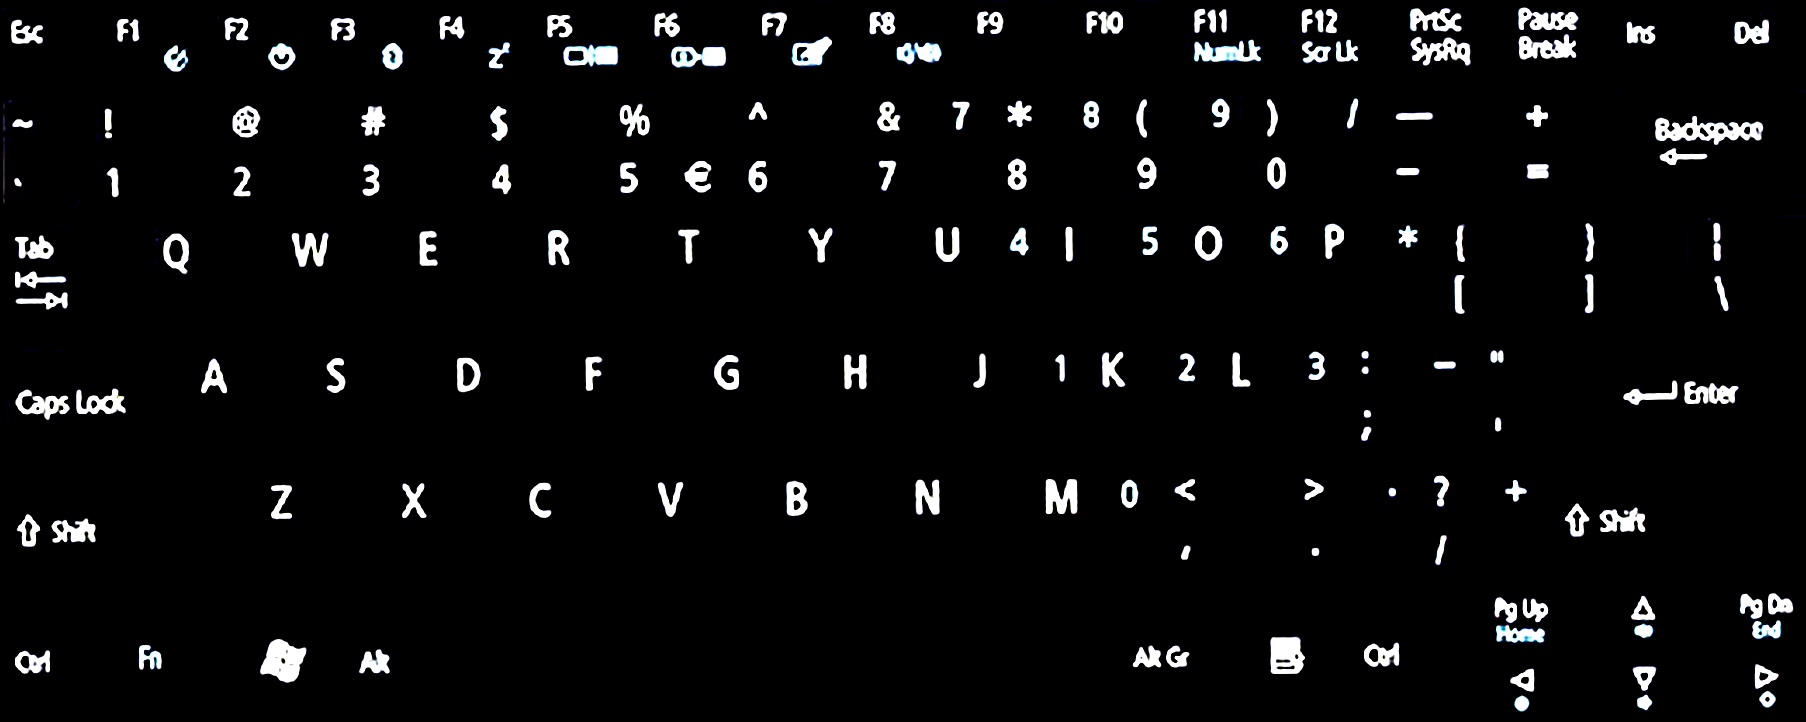 Esc F1 F2 F3 F4 F5 F6 F7 F8 F9 F10 F11 F12 PrtSc Pause Ins Del
NumLk Scr Lk SysRq Break
~ ! @ # $ % ^ & 7 * 8 ( 9 ) / — + Backspace
1 2 3 4 5 € 6 7 8 9 0 - =
Tab Q W E R T Y U 4 I 5 O 6 P * { } |
[ ] \
Caps Lock A S D F G H J 1 K 2 L 3 : - " Enter
; '
Shift Z X C V B N M 0 < > . ? + Shift
, . /
Pg Up Pg Dn
Home End
Ctrl Fn Alt Alt Gr Ctrl